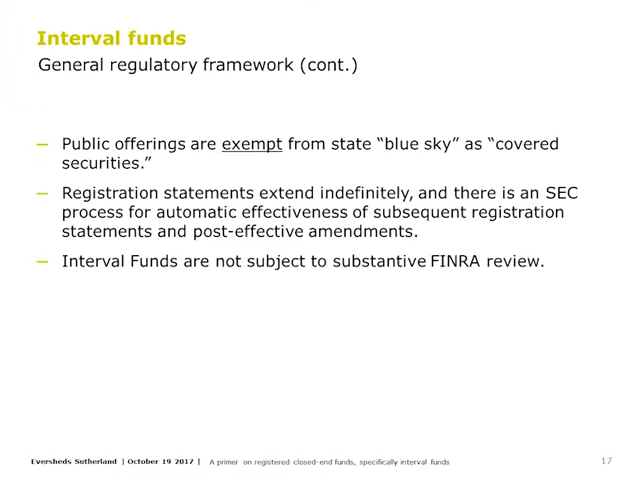 Interval funds
General regulatory framework (cont.)
— Public offerings are exempt from state “blue sky” as “covered
securities.”
— Registration statements extend indefinitely, and there is an SEC
process for automatic effectiveness of subsequent registration
statements and post-effective amendments.
— Interval Funds are not subject to substantive FINRA review.
Eversheds Sutherland | October 19 2017 | A primer on registered closed-end funds, specifically interval funds
17